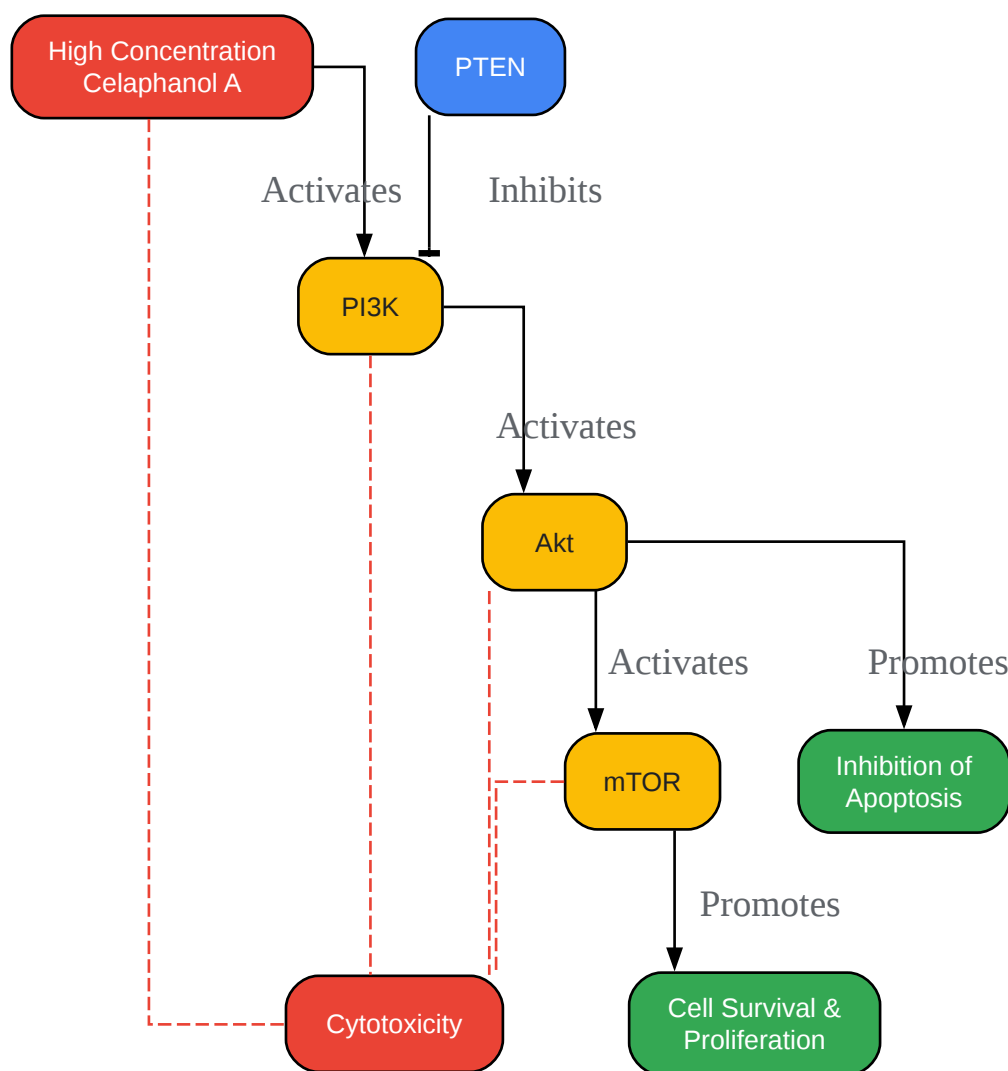 High Concentration
Celaphanol A
PTEN
Activates
Inhibits
PI3K
Activates
Akt
Activates
Promotes
mTOR
Inhibition of
Apoptosis
Promotes
Cytotoxicity
Cell Survival &
Proliferation